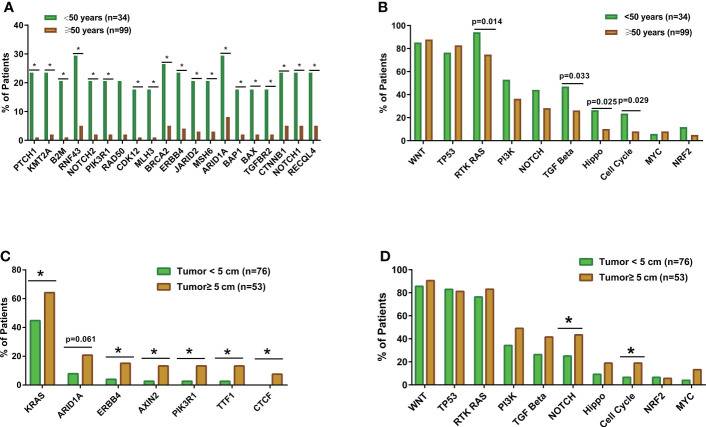 A
<50 years (n=34)
≥50 years (n=99)
% of Patients
40
30
20
10
0
* * * * * * * * * * * * * * * * * *
PTCH1 KMT2A B2M RNF43 NOTCH2 PIK3R1 RAD50 CDK12 MLH3 BRCA2 ERBB4 JARID2 MSH6 ARID1A BAP1 BAX TGFBR2 CTNNB1 NOTCH1 RECQL4
B
<50 years (n=34)
≥50 years (n=99)
% of Patients
100
80
60
40
20
0
p=0.014
p=0.033
p=0.025 p=0.029
WNT TP53 RTK RAS PI3K NOTCH TGF Beta Hippo Cell Cycle MYC NRF2
C
Tumor < 5 cm (n=76)
Tumor≥ 5 cm (n=53)
% of Patients
80
60
40
20
0
*
p=0.061
* * * * *
KRAS ARID1A ERBB4 AXIN2 PIK3R1 TTF1 CTCF
D
Tumor < 5 cm (n=76)
Tumor≥ 5 cm (n=53)
% of Patients
100
80
60
40
20
0
*
*
WNT TP53 RTK RAS PI3K TGF Beta NOTCH Hippo Cell Cycle NRF2 MYC